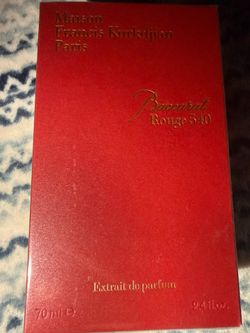 Maison
Francis Kurkdjian
Paris
Baccarat
Rouge 540
Extrait de parfum
70 ml ℮
2.4 fl.oz.